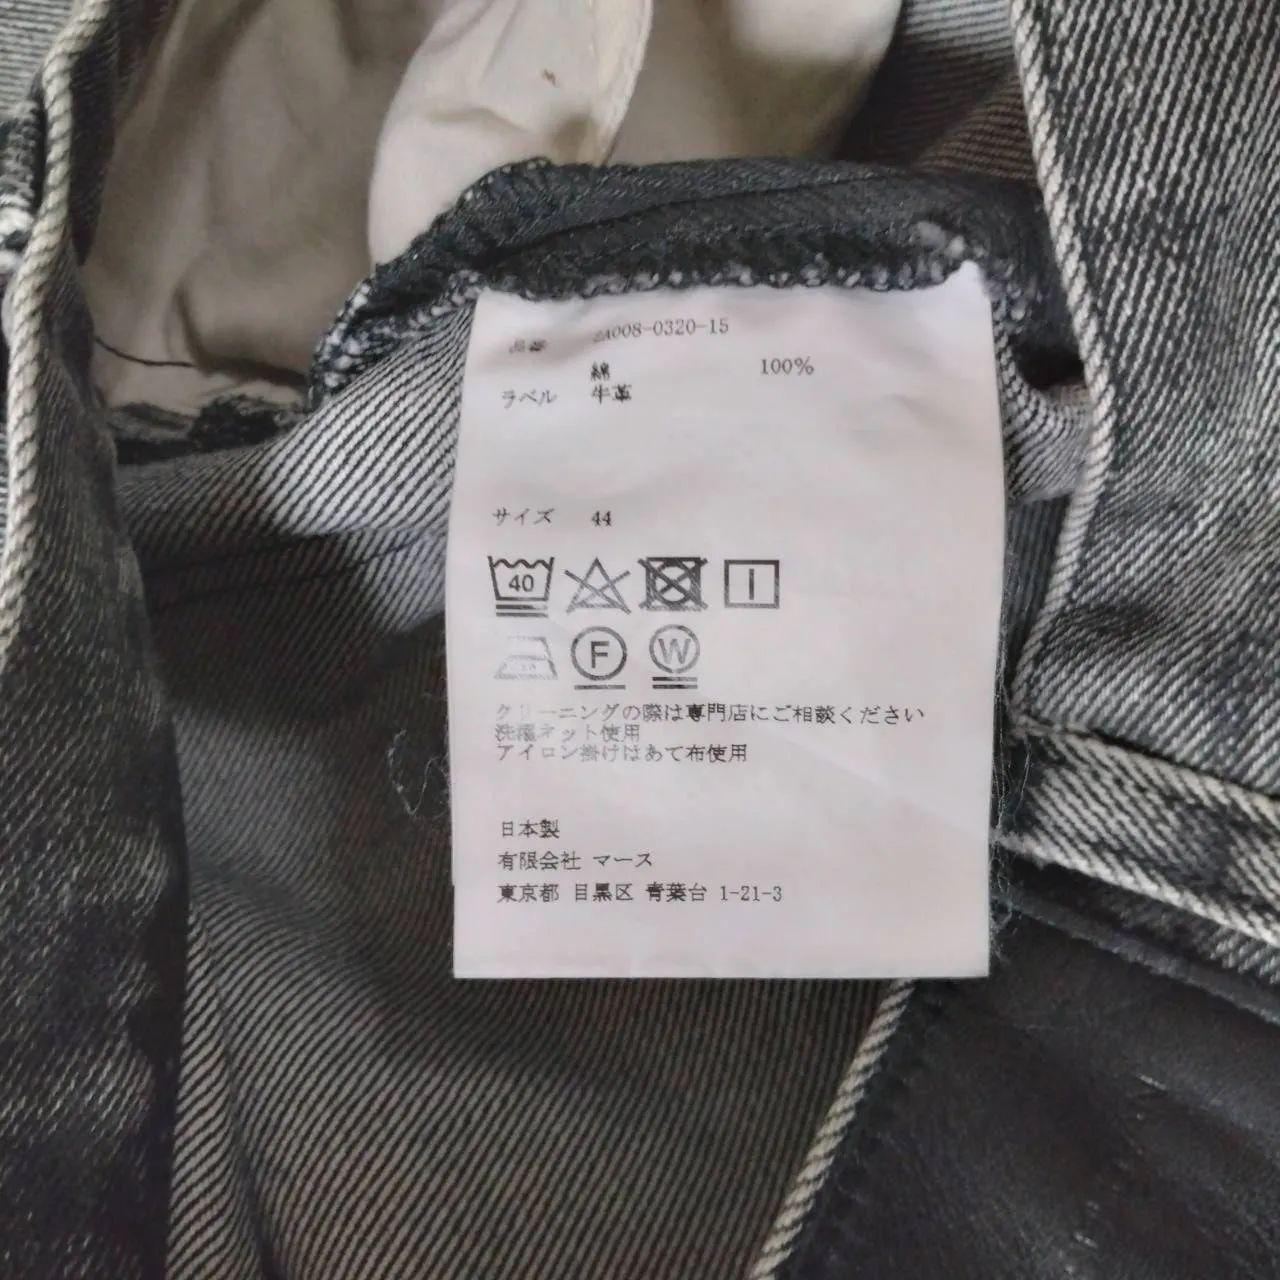 品番 2A008-0320-15
綿 100%
ラベル 牛革
サイズ 44
40
F W
クリーニングの際は専門店にご相談ください
洗濯ネット使用
アイロン掛けはあて布使用
日本製
有限会社 マース
東京都 目黒区 青葉台 1-21-3